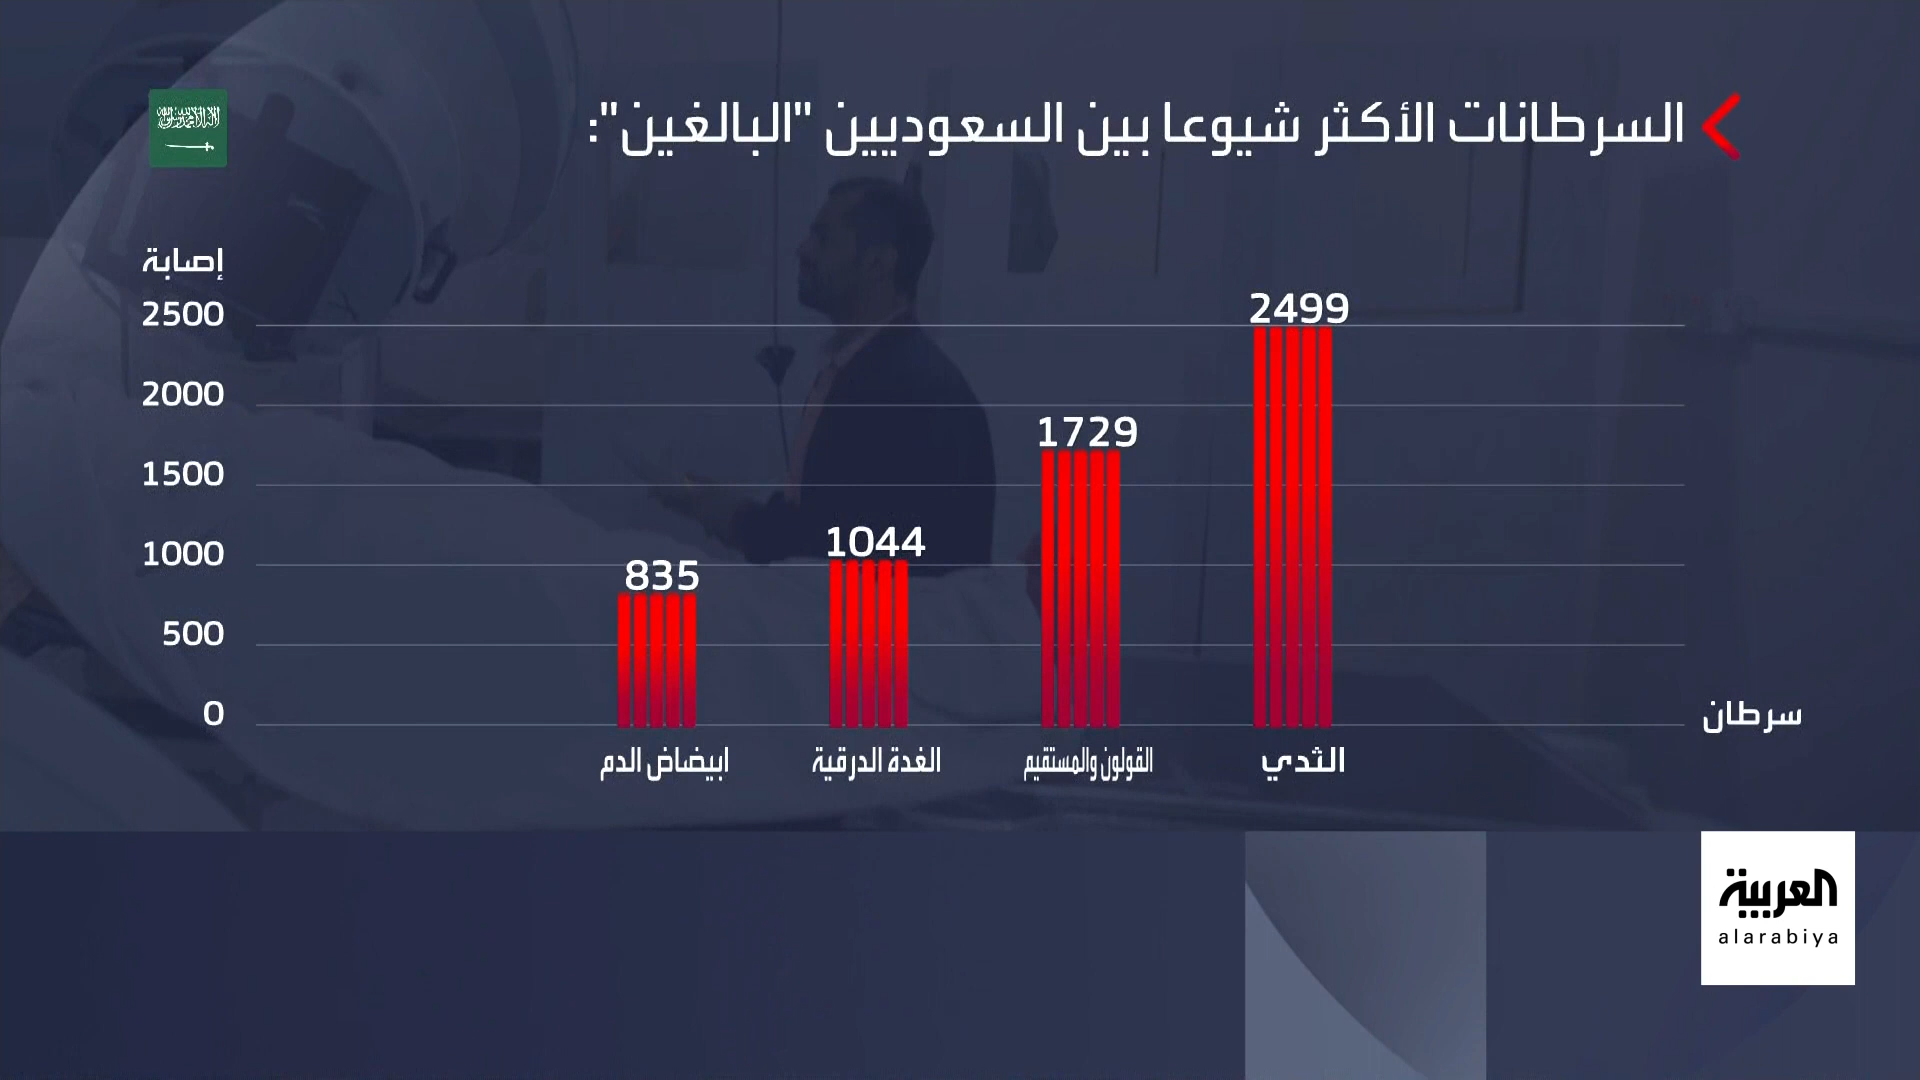 السرطانات الأكثر شيوعا بين السعوديين "البالغين":
إصابة
2500
2000
1500
1000
500
0
2499
1729
1044
835
سرطان
الثدي
القولون والمستقيم
الغدة الدرقية
ابيضاض الدم
العربية
alarabiya